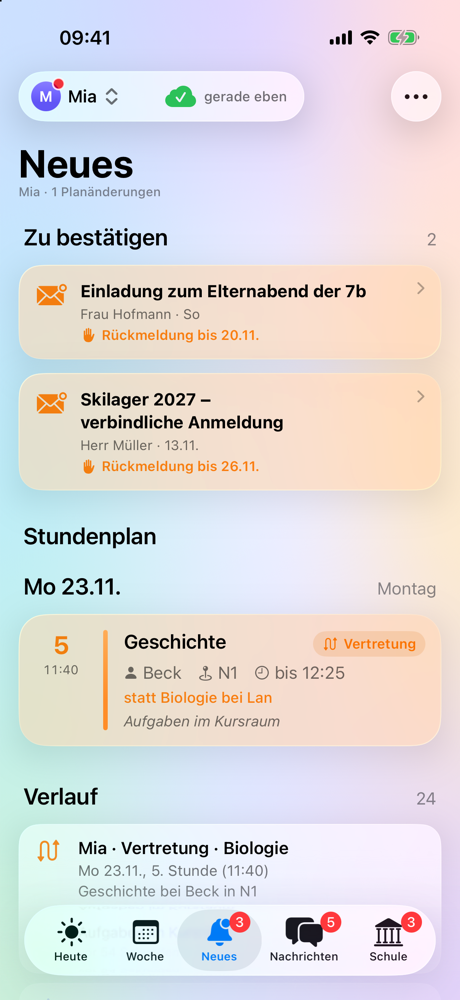 09:41
M Mia gerade eben
Neues
Mia · 1 Planänderungen
Zu bestätigen 2
Einladung zum Elternabend der 7b
Frau Hofmann · So
Rückmeldung bis 20.11.
Skilager 2027 –
verbindliche Anmeldung
Herr Müller · 13.11.
Rückmeldung bis 26.11.
Stundenplan
Mo 23.11. Montag
5 Geschichte Vertretung
11:40 Beck N1 bis 12:25
statt Biologie bei Lan
Aufgaben im Kursraum
Verlauf 24
Mia · Vertretung · Biologie
Mo 23.11., 5. Stunde (11:40)
Geschichte bei Beck in N1
3 5 3
Heute Woche Neues Nachrichten Schule